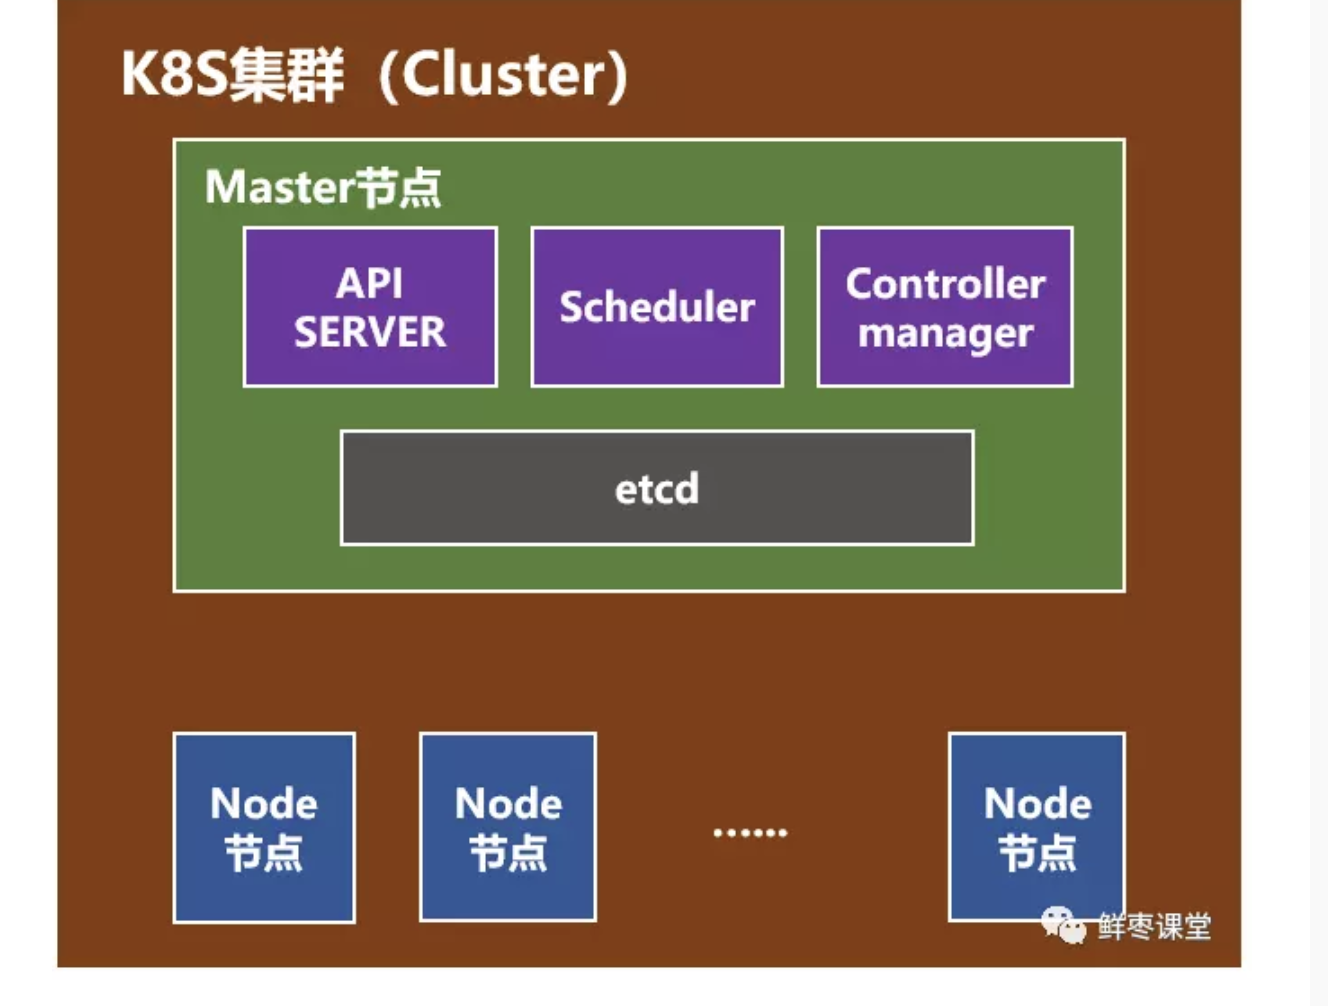 K8S集群（Cluster）
Master节点
API
SERVER
Scheduler
Controller
manager
etcd
Node
节点
Node
节点
······
Node
节点
鲜枣课堂